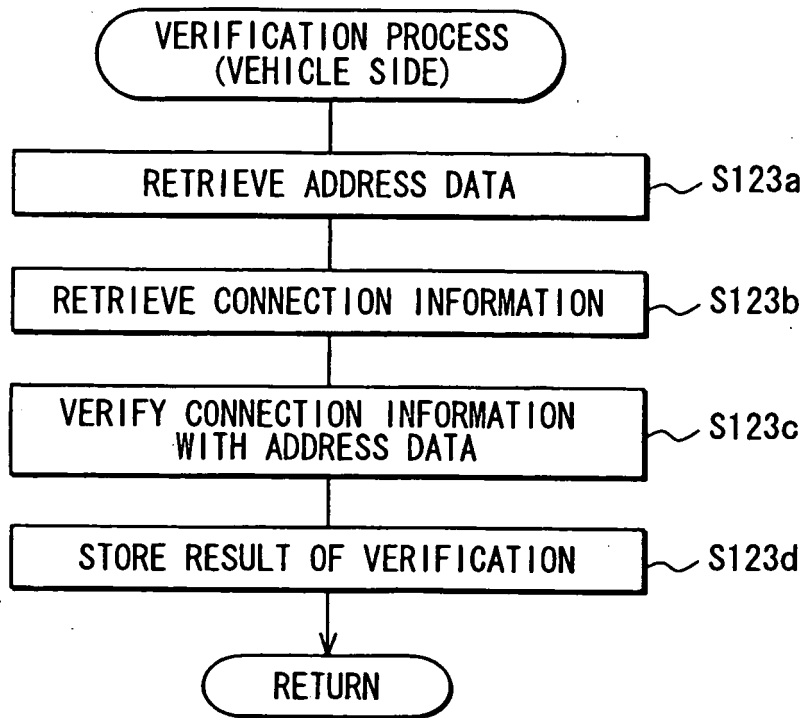 VERIFICATION PROCESS
(VEHICLE SIDE)
RETRIEVE ADDRESS DATA
S123a
RETRIEVE CONNECTION INFORMATION
S123b
VERIFY CONNECTION INFORMATION
WITH ADDRESS DATA
S123c
STORE RESULT OF VERIFICATION
S123d
RETURN